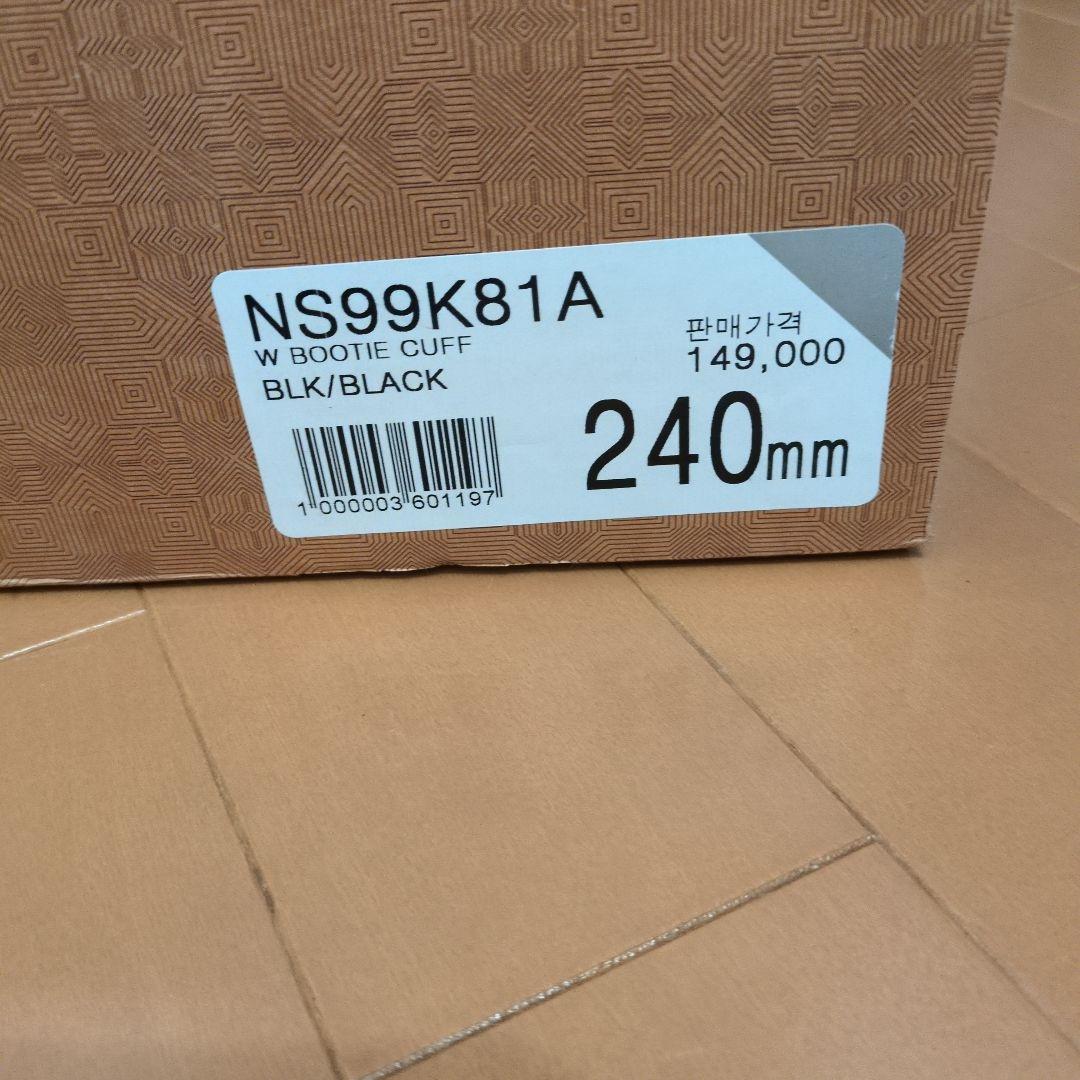 NS99K81A
W BOOTIE CUFF
BLK/BLACK
판매가격
149,000
240mm
1 000003 601197